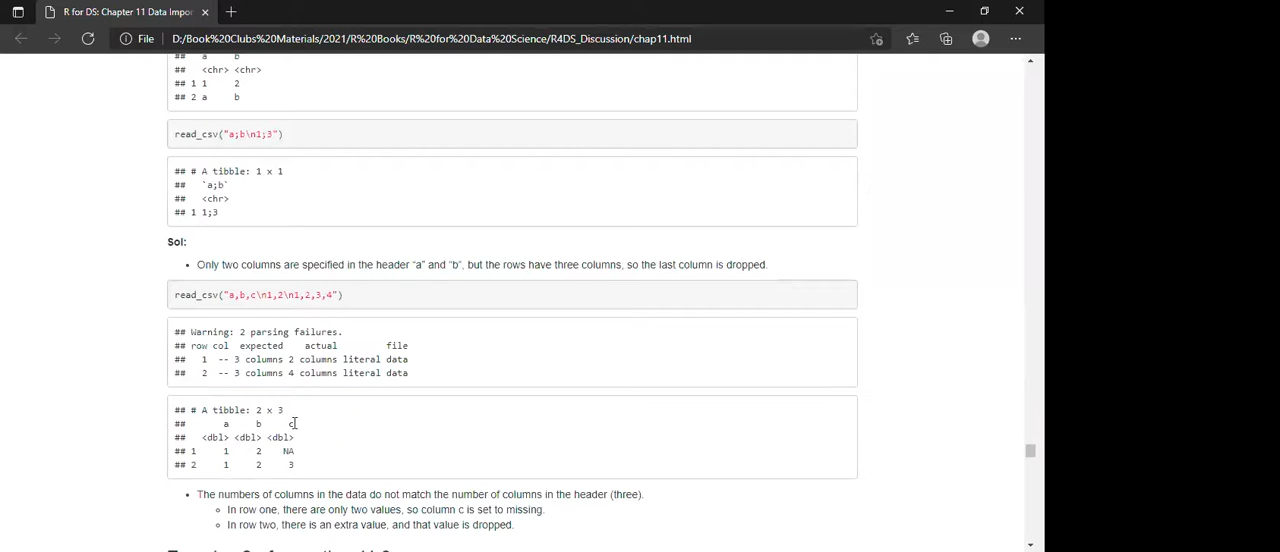 R for DS: Chapter 11 Data Impor
File D:/Book%20Clubs%20Materials/2021/R%20Books/R%20for%20Data%20Science/R4DS_Discussion/chap11.html
## a b
## <chr> <chr>
## 1 1 2
## 2 a b
read_csv("a;b\n1;3")
## # A tibble: 1 x 1
## `a;b`
## <chr>
## 1 1;3
Sol:
• Only two columns are specified in the header “a” and “b”, but the rows have three columns, so the last column is dropped.
read_csv("a,b,c\n1,2\n1,2,3,4")
## Warning: 2 parsing failures.
## row col expected actual file
## 1 -- 3 columns 2 columns literal data
## 2 -- 3 columns 4 columns literal data
## # A tibble: 2 x 3
## a b c
## <dbl> <dbl> <dbl>
## 1 1 2 NA
## 2 1 2 3
• The numbers of columns in the data do not match the number of columns in the header (three).
In row one, there are only two values, so column c is set to missing.
In row two, there is an extra value, and that value is dropped.